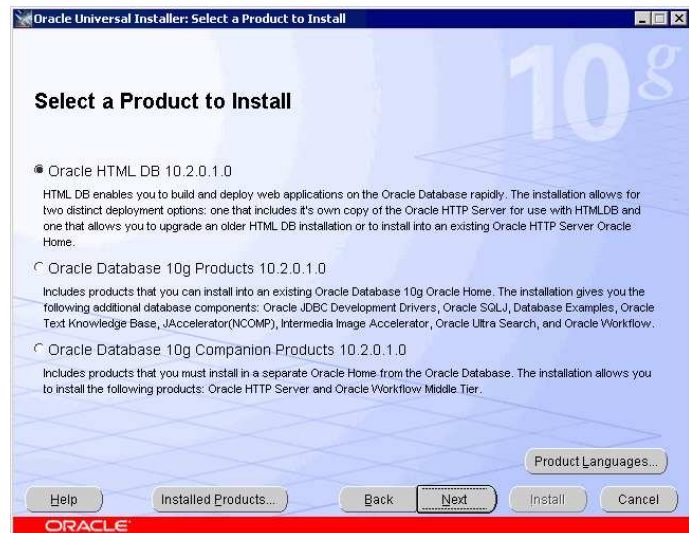 Oracle Universal Installer: Select a Product to Install
10g
Select a Product to Install
Oracle HTML DB 10.2.0.1.0
HTML DB enables you to build and deploy web applications on the Oracle Database rapidly. The installation allows for
two distinct deployment options: one that includes it's own copy of the Oracle HTTP Server for use with HTMLDB and
one that allows you to upgrade an older HTML DB installation or to install into an existing Oracle HTTP Server Oracle
Home.
Oracle Database 10g Products 10.2.0.1.0
Includes products that you can install into an existing Oracle Database 10g Oracle Home. The installation gives you the
following additional database components: Oracle JDBC Development Drivers, Oracle SQLJ, Database Examples, Oracle
Text Knowledge Base, JAccelerator(NCOMP), Intermedia Image Accelerator, Oracle Ultra Search, and Oracle Workflow.
Oracle Database 10g Companion Products 10.2.0.1.0
Includes products that you must install in a separate Oracle Home from the Oracle Database. The installation allows you
to install the following products: Oracle HTTP Server and Oracle Workflow Middle Tier.
Product Languages...
Help Installed Products... Back Next Install Cancel
ORACLE